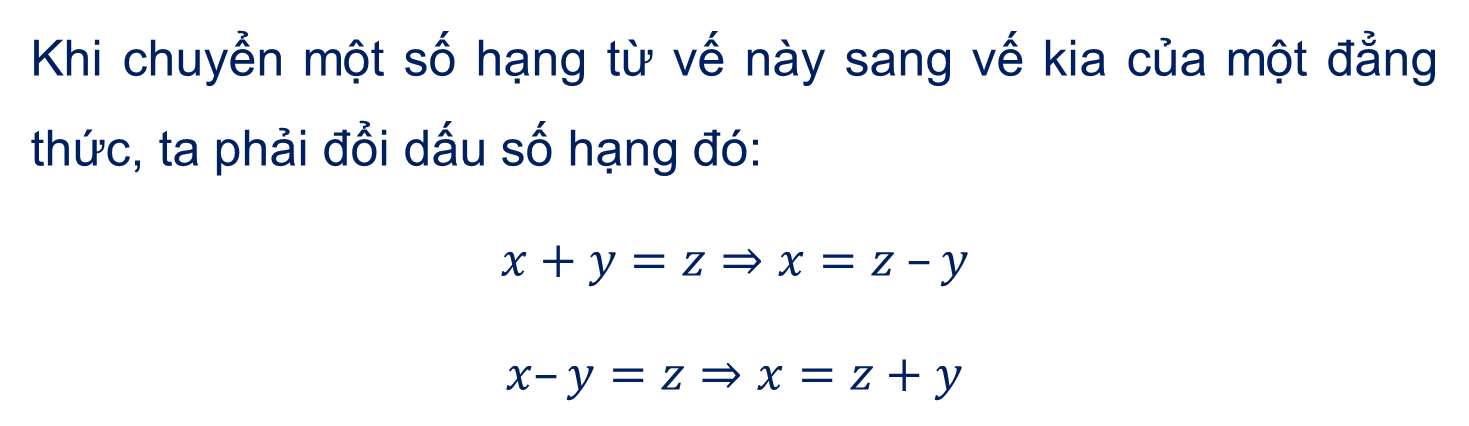 Khi chuyển một số hạng từ vế này sang vế kia của một đẳng
thức, ta phải đổi dấu số hạng đó:
x + y = z ⇒ x = z – y
x– y = z ⇒ x = z + y